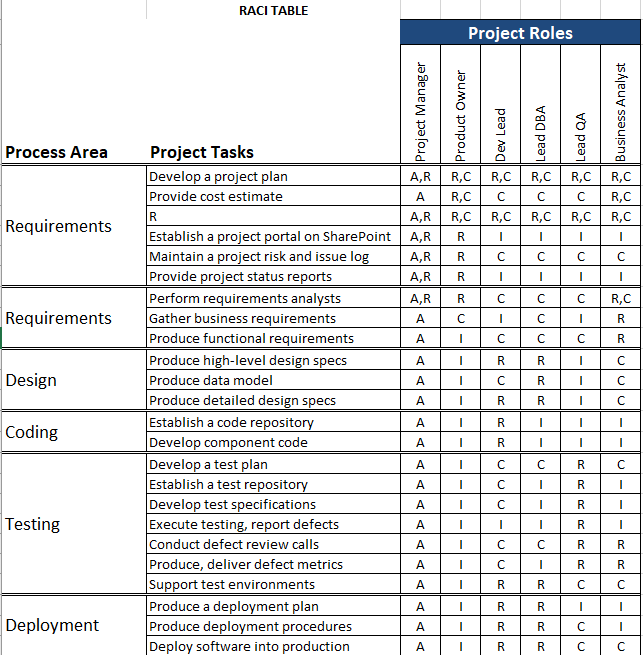 RACI TABLE
Project Roles
Process Area Project Tasks Project Manager Product Owner Dev Lead Lead DBA Lead QA Business Analyst
Requirements
Develop a project plan A,R R,C R,C R,C R,C R,C
Provide cost estimate A R,C C C C R,C
R A,R R,C R,C R,C R,C R,C
Establish a project portal on SharePoint A,R R I I I I
Maintain a project risk and issue log A,R R C C C C
Provide project status reports A,R R I I I I
Requirements
Perform requirements analysts A,R R C C C R,C
Gather business requirements A C I C I R
Produce functional requirements A I C C C R
Design
Produce high-level design specs A I R R I C
Produce data model A I C R I C
Produce detailed design specs A I R R I C
Coding
Establish a code repository A I R I I I
Develop component code A I R I I I
Testing
Develop a test plan A I C C R C
Establish a test repository A I C I R I
Develop test specifications A I C I R I
Execute testing, report defects A I I I R I
Conduct defect review calls A I C C R R
Produce, deliver defect metrics A I C I R R
Support test environments A I R R C C
Deployment
Produce a deployment plan A I R R I I
Produce deployment procedures A I R R C I
Deploy software into production A I R R C C